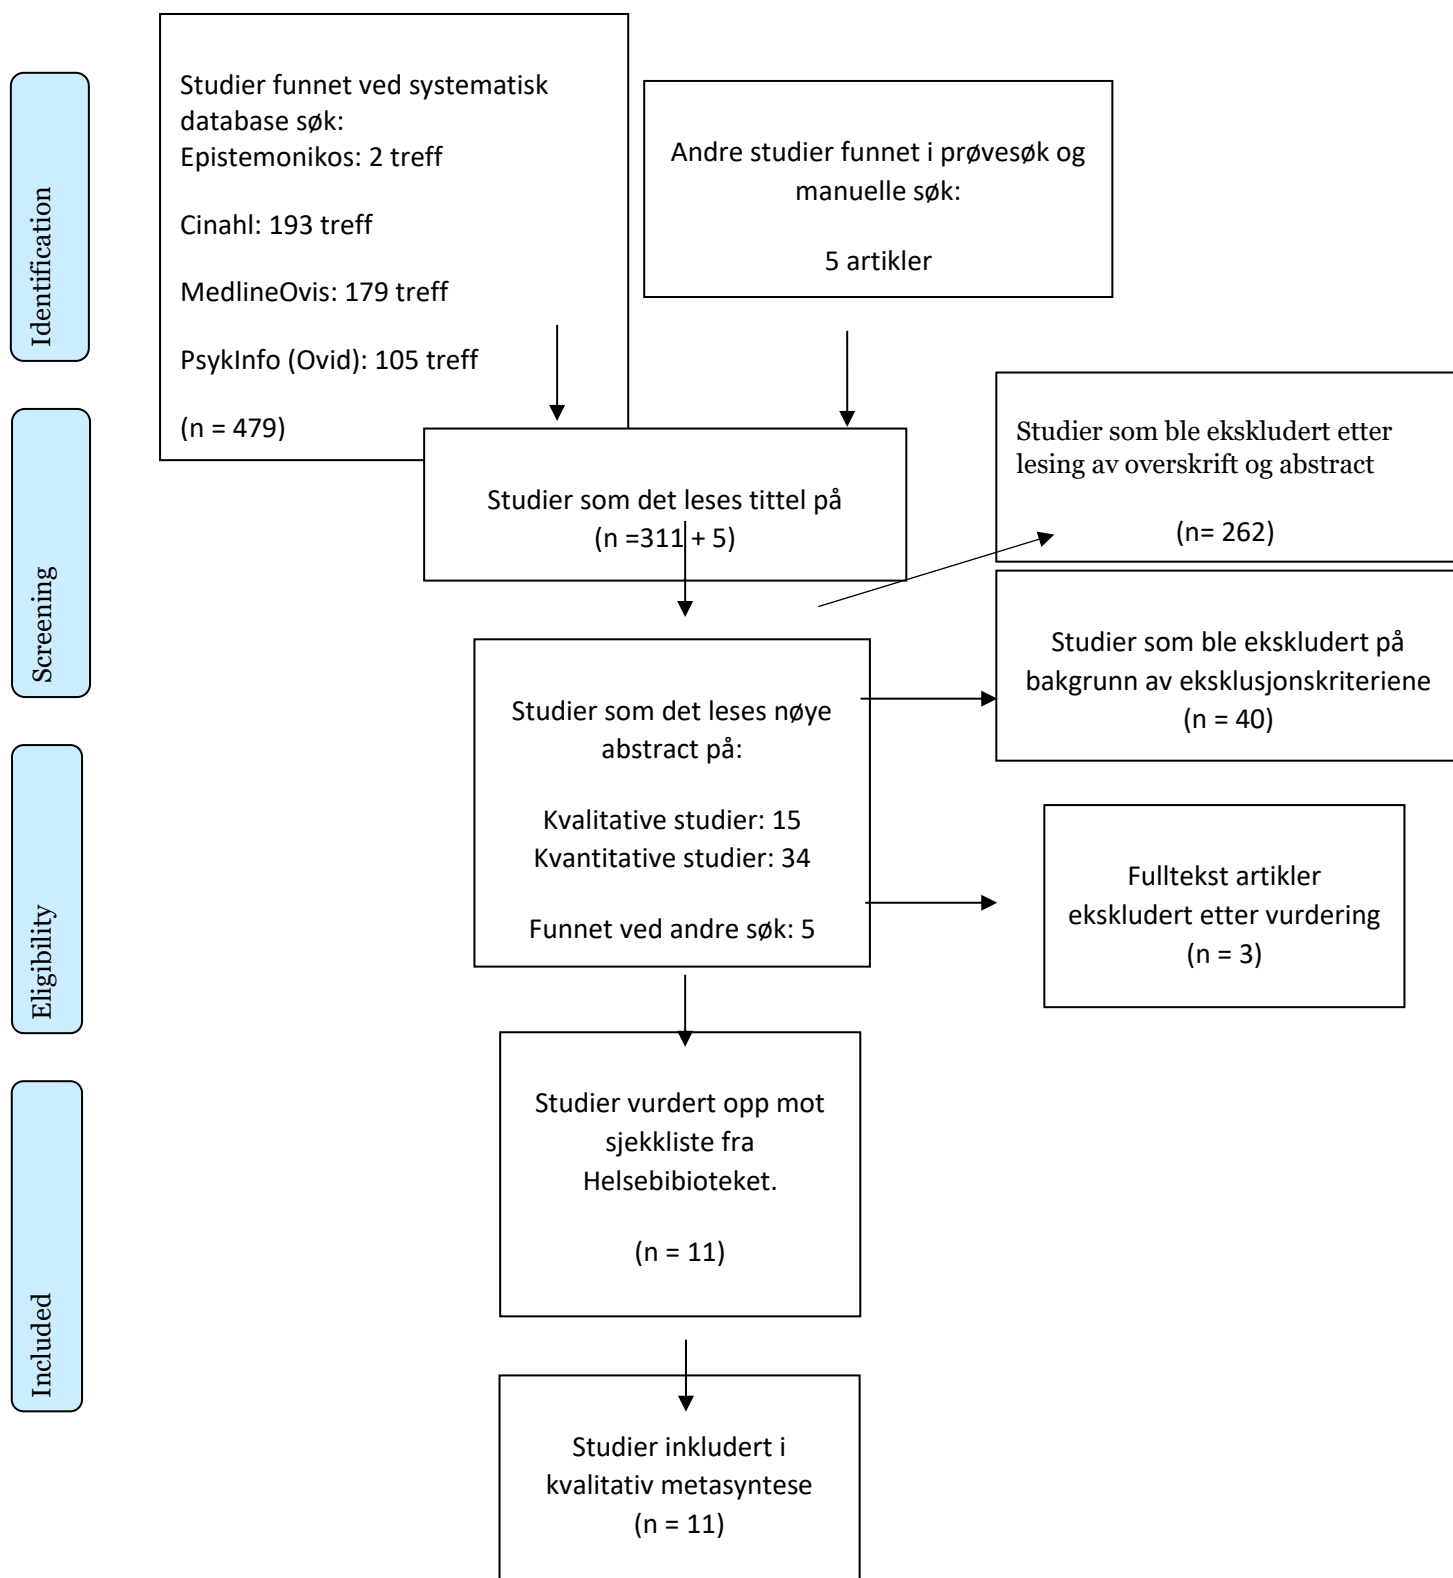 Identification
Studier funnet ved systematisk
database søk:
Epistemonikos: 2 treff
Cinahl: 193 treff
MedlineOvis: 179 treff
PsykInfo (Ovid): 105 treff
(n = 479)
Andre studier funnet i prøvesøk og
manuelle søk:
5 artikler
Screening
Studier som det leses tittel på
(n =311 + 5)
Studier som ble ekskludert etter
lesing av overskrift og abstract
(n= 262)
Studier som ble ekskludert på
bakgrunn av eksklusjonskriteriene
(n = 40)
Eligibility
Studier som det leses nøye
abstract på:
Kvalitative studier: 15
Kvantitative studier: 34
Funnet ved andre søk: 5
Fulltekst artikler
ekskludert etter vurdering
(n = 3)
Studier vurdert opp mot
sjekkliste fra
Helsebibioteket.
(n = 11)
Included
Studier inkludert i
kvalitativ metasyntese
(n = 11)